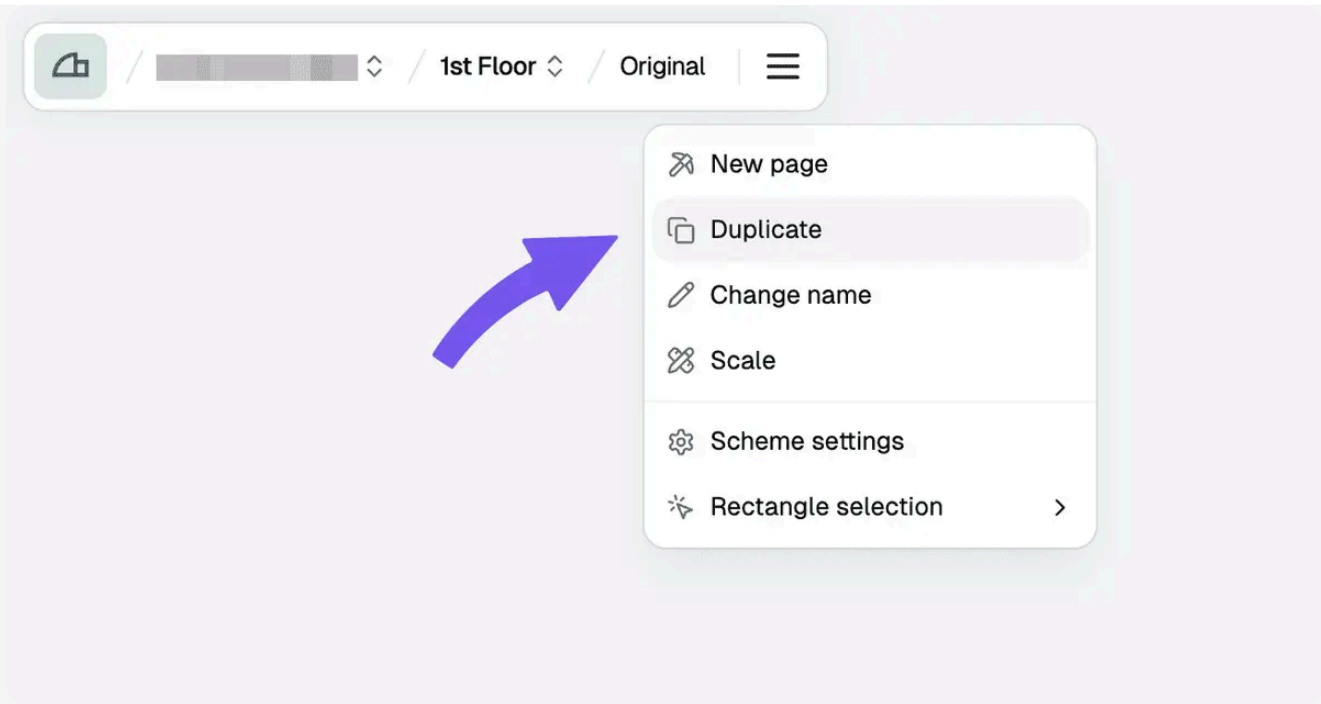 1st Floor Original
New page
Duplicate
Change name
Scale
Scheme settings
Rectangle selection